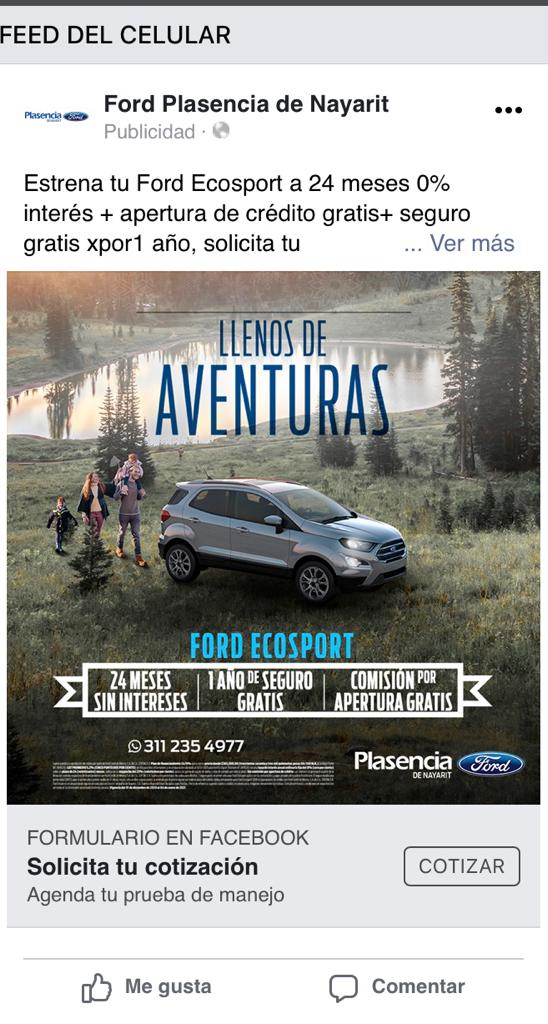 FEED DEL CELULAR
Plasencia Ford
Ford Plasencia de Nayarit
Publicidad ·
Estrena tu Ford Ecosport a 24 meses 0%
interés + apertura de crédito gratis+ seguro
gratis xpor1 año, solicita tu ... Ver más
LLENOS DE
AVENTURAS
FORD ECOSPORT
24 MESES
SIN INTERESES
1 AÑO DE SEGURO
GRATIS
COMISIÓN POR
APERTURA GRATIS
311 235 4977
Plasencia Ford
DE NAYARIT
FORMULARIO EN FACEBOOK
Solicita tu cotización
Agenda tu prueba de manejo
COTIZAR
Me gusta
Comentar